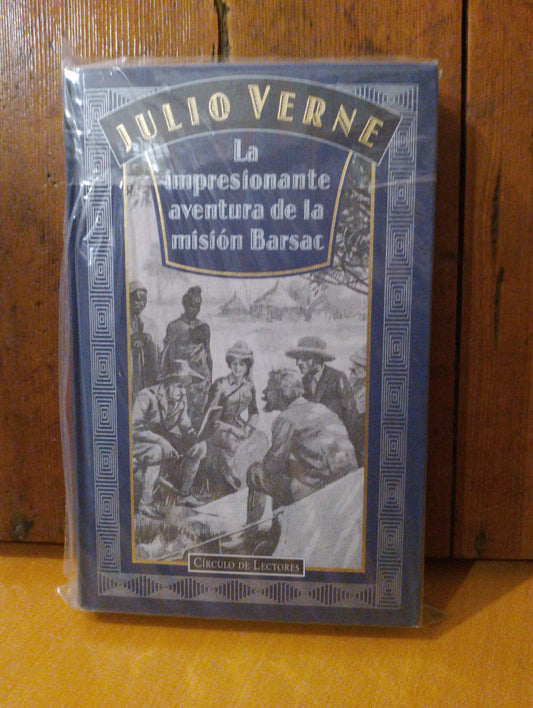 JULIO VERNE
La
impresionante
aventura de la
misión Barsac
CÍRCULO DE LECTORES